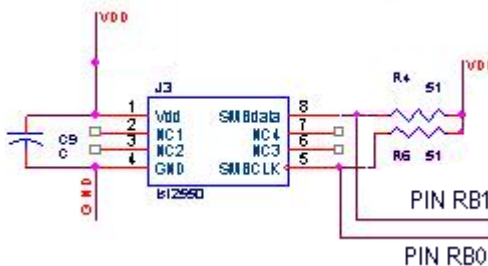 VDD
J3
R4 51
VDD
1 Vdd SMBdata 8
2 NC1 NC4 7
3 NC2 NC3 6
4 GND SMBCLK 5
C9
C
R6 51
GND
PIN RB1
PIN RB0